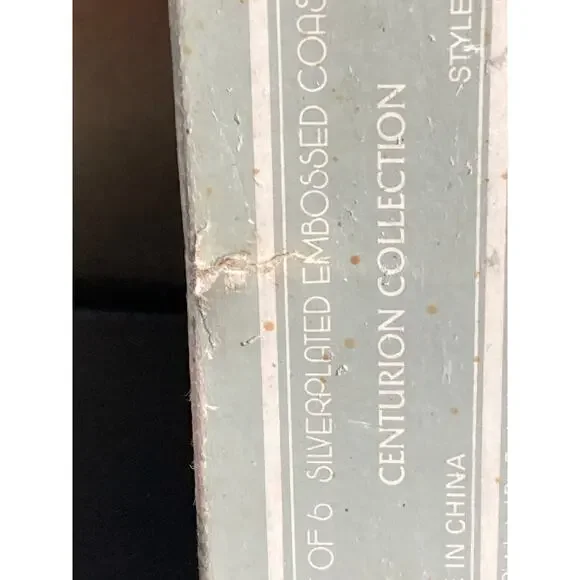 OF 6 SILVERPLATED EMBOSSED COAS
CENTURION COLLECTION
IN CHINA
STYLE